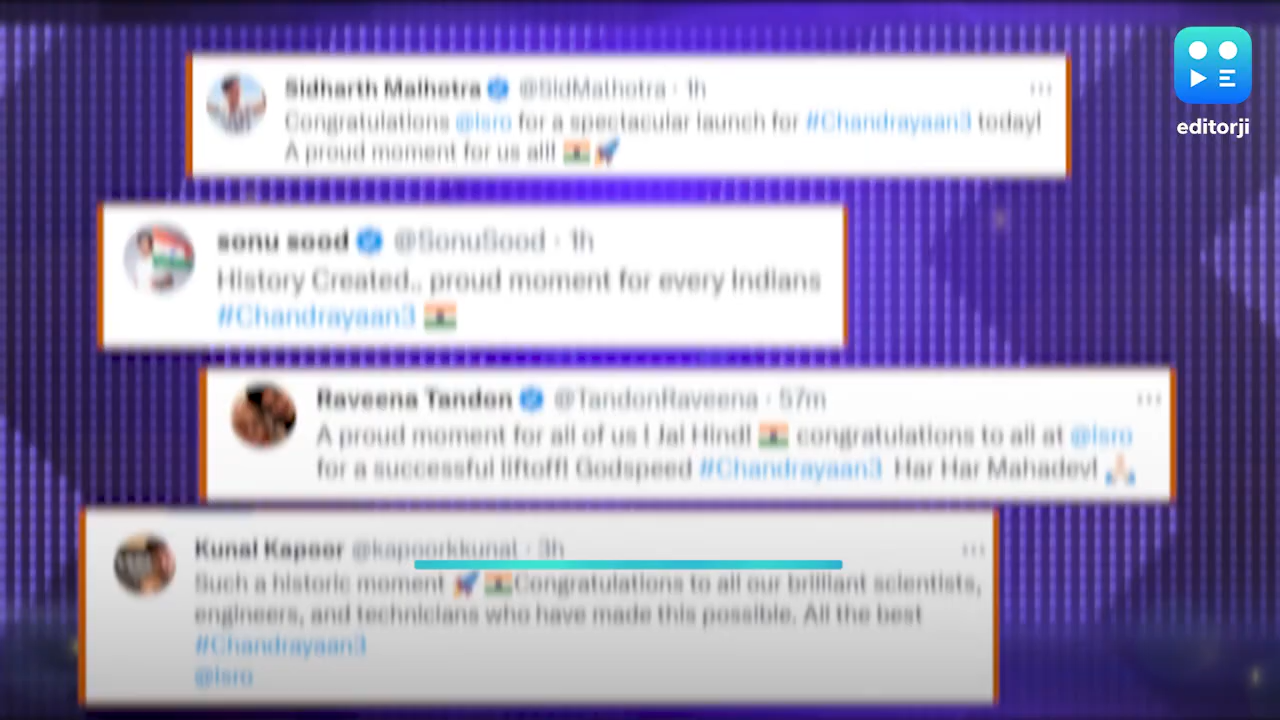 editorji
Sidharth Malhotra @SidMalhotra · 1h
Congratulations @isro for a spectacular launch for #Chandrayaan3 today!
A proud moment for us all! 🇮🇳🚀
sonu sood @SonuSood · 1h
History Created.. proud moment for every Indians
#Chandrayaan3 🇮🇳
Raveena Tandon @TandonRaveena · 57m
A proud moment for all of us ! Jai Hind! 🇮🇳 congratulations to all at @isro
for a successful liftoff! Godspeed #Chandrayaan3 Har Har Mahadev! 🙏🏻
Kunal Kapoor @kapoorkkunal · 3h
Such a historic moment 🚀 🇮🇳Congratulations to all our brilliant scientists,
engineers, and technicians who have made this possible. All the best
#Chandrayaan3
@isro